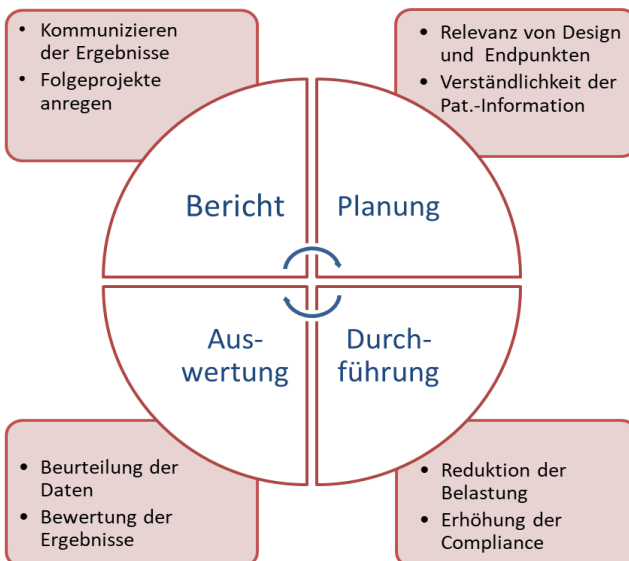 • Kommunizieren
der Ergebnisse
• Folgeprojekte
anregen
• Relevanz von Design
und Endpunkten
• Verständlichkeit der
Pat.-Information
Bericht
Planung
Aus-
wertung
Durch-
führung
• Beurteilung der
Daten
• Bewertung der
Ergebnisse
• Reduktion der
Belastung
• Erhöhung der
Compliance